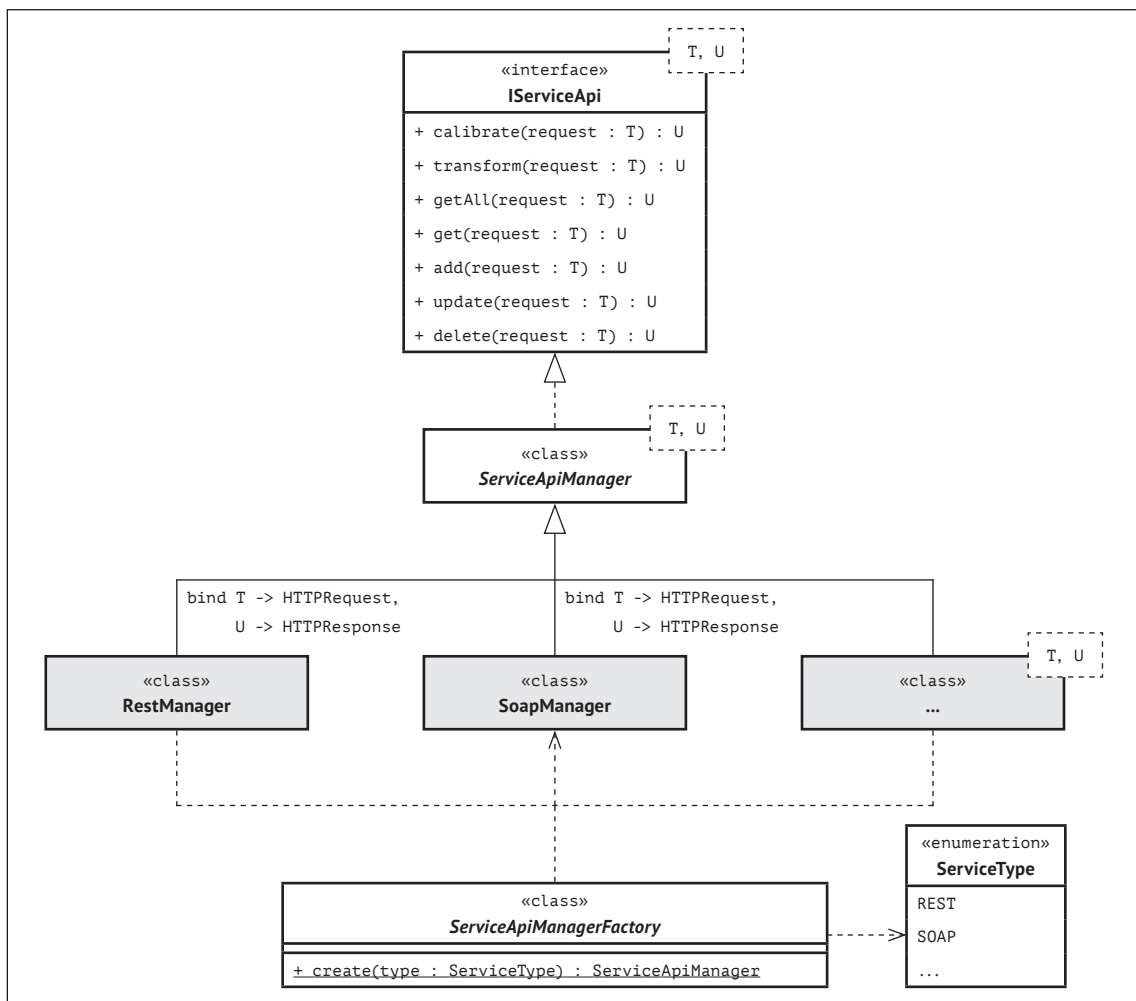 T, U
«interface»
IServiceApi
+ calibrate(request : T) : U
+ transform(request : T) : U
+ getAll(request : T) : U
+ get(request : T) : U
+ add(request : T) : U
+ update(request : T) : U
+ delete(request : T) : U
T, U
«class»
ServiceApiManager
bind T -> HTTPRequest,
U -> HTTPResponse
bind T -> HTTPRequest,
U -> HTTPResponse
«class»
RestManager
«class»
SoapManager
T, U
«class»
...
«class»
ServiceApiManagerFactory
+ create(type : ServiceType) : ServiceApiManager
«enumeration»
ServiceType
REST
SOAP
...